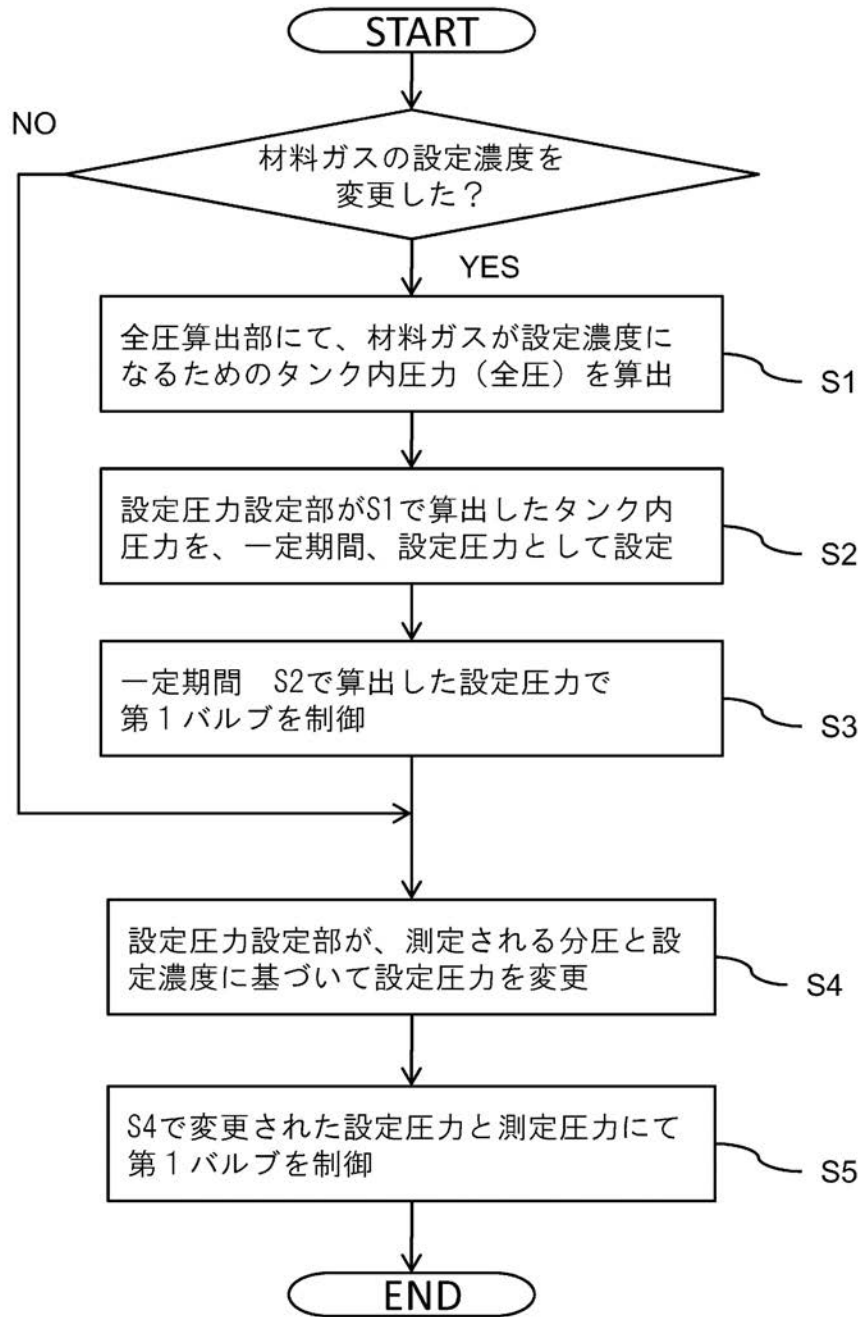 START
NO
材料ガスの設定濃度を
変更した？
YES
全圧算出部にて、材料ガスが設定濃度に
なるためのタンク内圧力（全圧）を算出
S1
設定圧力設定部がS1で算出したタンク内
圧力を、一定期間、設定圧力として設定
S2
一定期間　S2で算出した設定圧力で
第１バルブを制御
S3
設定圧力設定部が、測定される分圧と設
定濃度に基づいて設定圧力を変更
S4
S4で変更された設定圧力と測定圧力にて
第１バルブを制御
S5
END